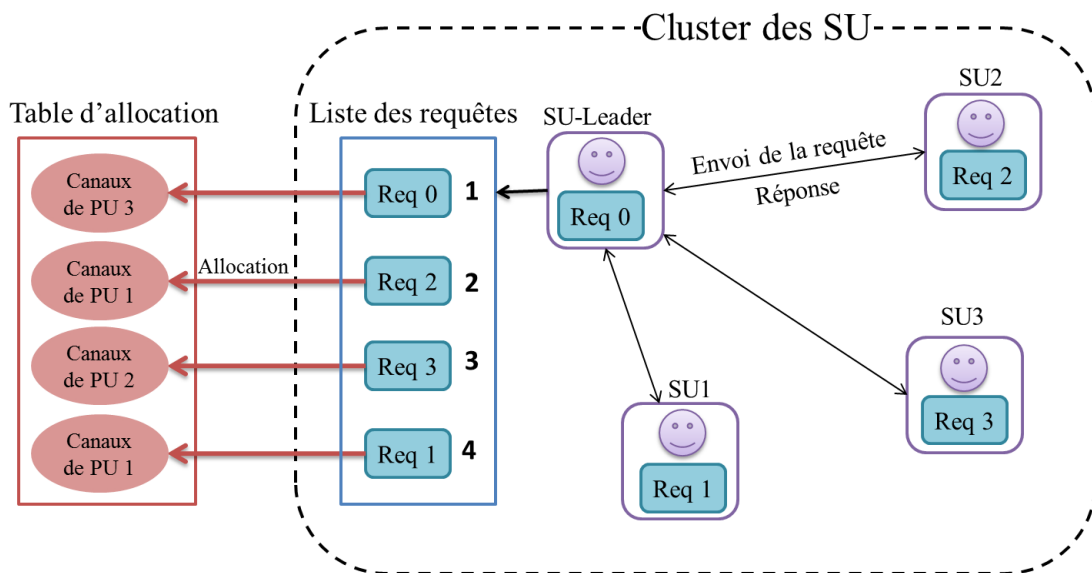 Cluster des SU
Table d'allocation
Liste des requêtes
SU-Leader
SU2
Canaux
de PU 3
Req 0
1
Req 0
Envoi de la requête
Réponse
Req 2
Canaux
de PU 1
Allocation
Req 2
2
Canaux
de PU 2
Req 3
3
SU3
Req 3
Canaux
de PU 1
Req 1
4
SU1
Req 1